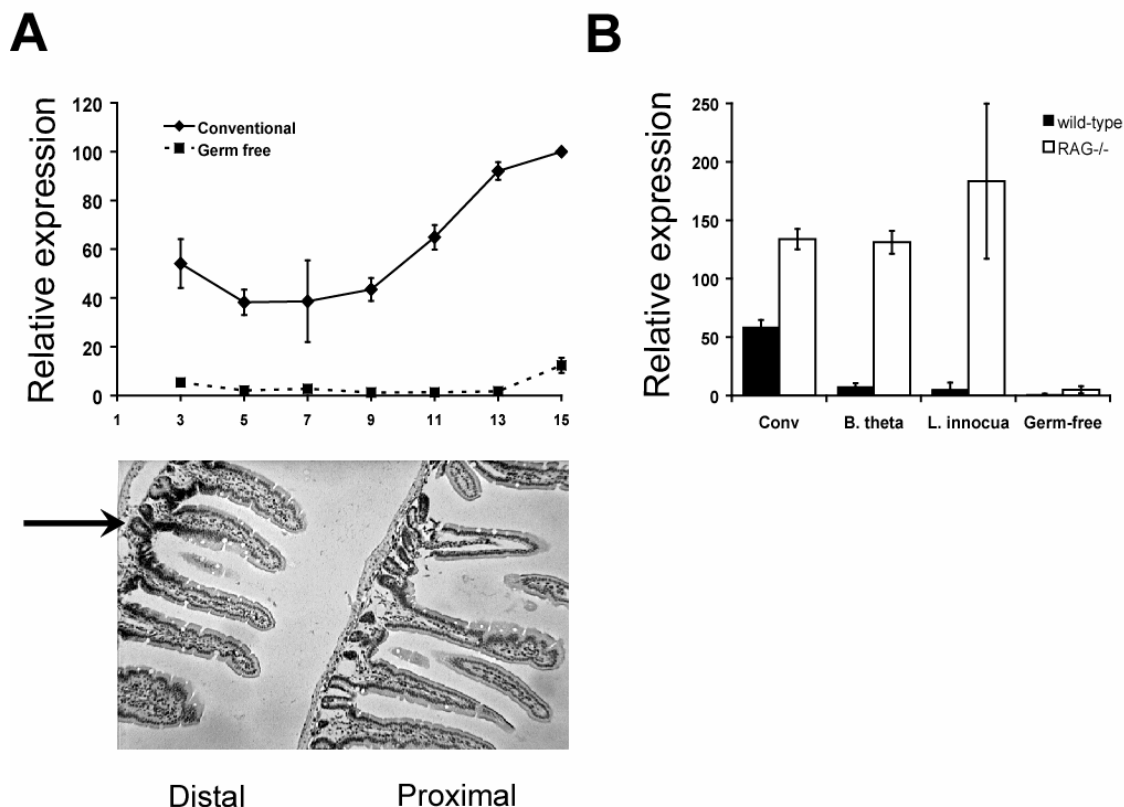 A
Relative expression
120
100
80
60
40
20
0
Conventional
Germ free
1 3 5 7 9 11 13 15
Distal Proximal
B
Relative expression
250
200
150
100
50
0
wild-type
RAG-/-
Conv B. theta L. innocua Germ-free